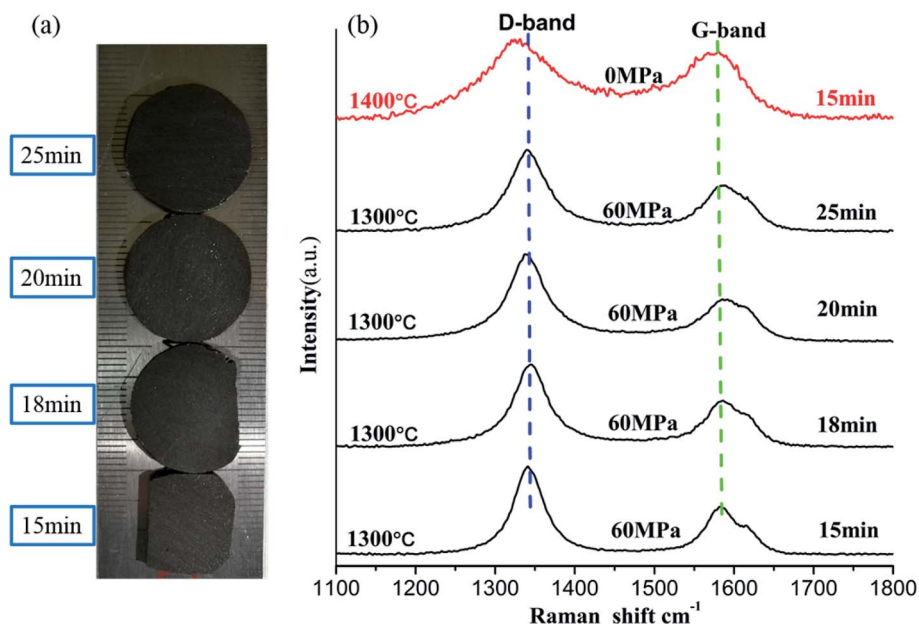 (a)
25min
20min
18min
15min
(b)
D-band
G-band
1400°C
0MPa
15min
1300°C
60MPa
25min
1300°C
60MPa
20min
1300°C
60MPa
18min
1300°C
60MPa
15min
Intensity(a.u.)
1100 1200 1300 1400 1500 1600 1700 1800
Raman shift cm⁻¹